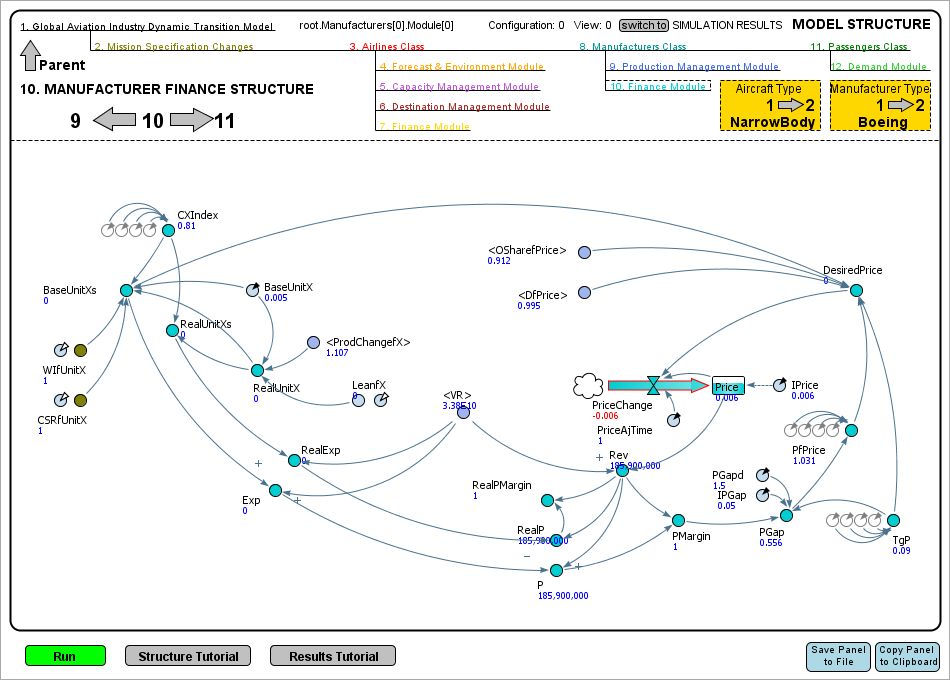 1. Global Aviation Industry Dynamic Transition Model
root.Manufacturers[0].Module[0]
Configuration: 0 View: 0 switch to SIMULATION RESULTS MODEL STRUCTURE
2. Mission Specification Changes
3. Airlines Class
8. Manufacturers Class
11. Passengers Class
Parent
4. Forecast & Environment Module
9. Production Management Module
12. Demand Module
10. MANUFACTURER FINANCE STRUCTURE
5. Capacity Management Module
10. Finance Module
Aircraft Type
1 2
NarrowBody
Manufacturer Type
1 2
Boeing
6. Destination Management Module
9 10 11
7. Finance Module
CXIndex
0.81
<OSharefPrice>
0.912
DesiredPrice
0
BaseUnitXs
0
BaseUnitX
0.005
<DfPrice>
0.995
RealUnitXs
0
<ProdChangefX>
1.107
WIfUnitX
1
RealUnitX
0
LeanfX
0
<VR>
3.38E10
PriceChange
-0.006
Price
0.006
IPrice
0.006
CSRfUnitX
1
PriceAjTime
1
PfPrice
1.031
RealExp
0
+
+
Rev
185,900,000
Exp
0
+
RealPMargin
1
PGapd
1.5
IPGap
0.05
RealP
185,900,000
PMargin
1
PGap
0.556
TgP
0.09
−
+
P
185,900,000
Run
Structure Tutorial
Results Tutorial
Save Panel
to File
Copy Panel
to Clipboard